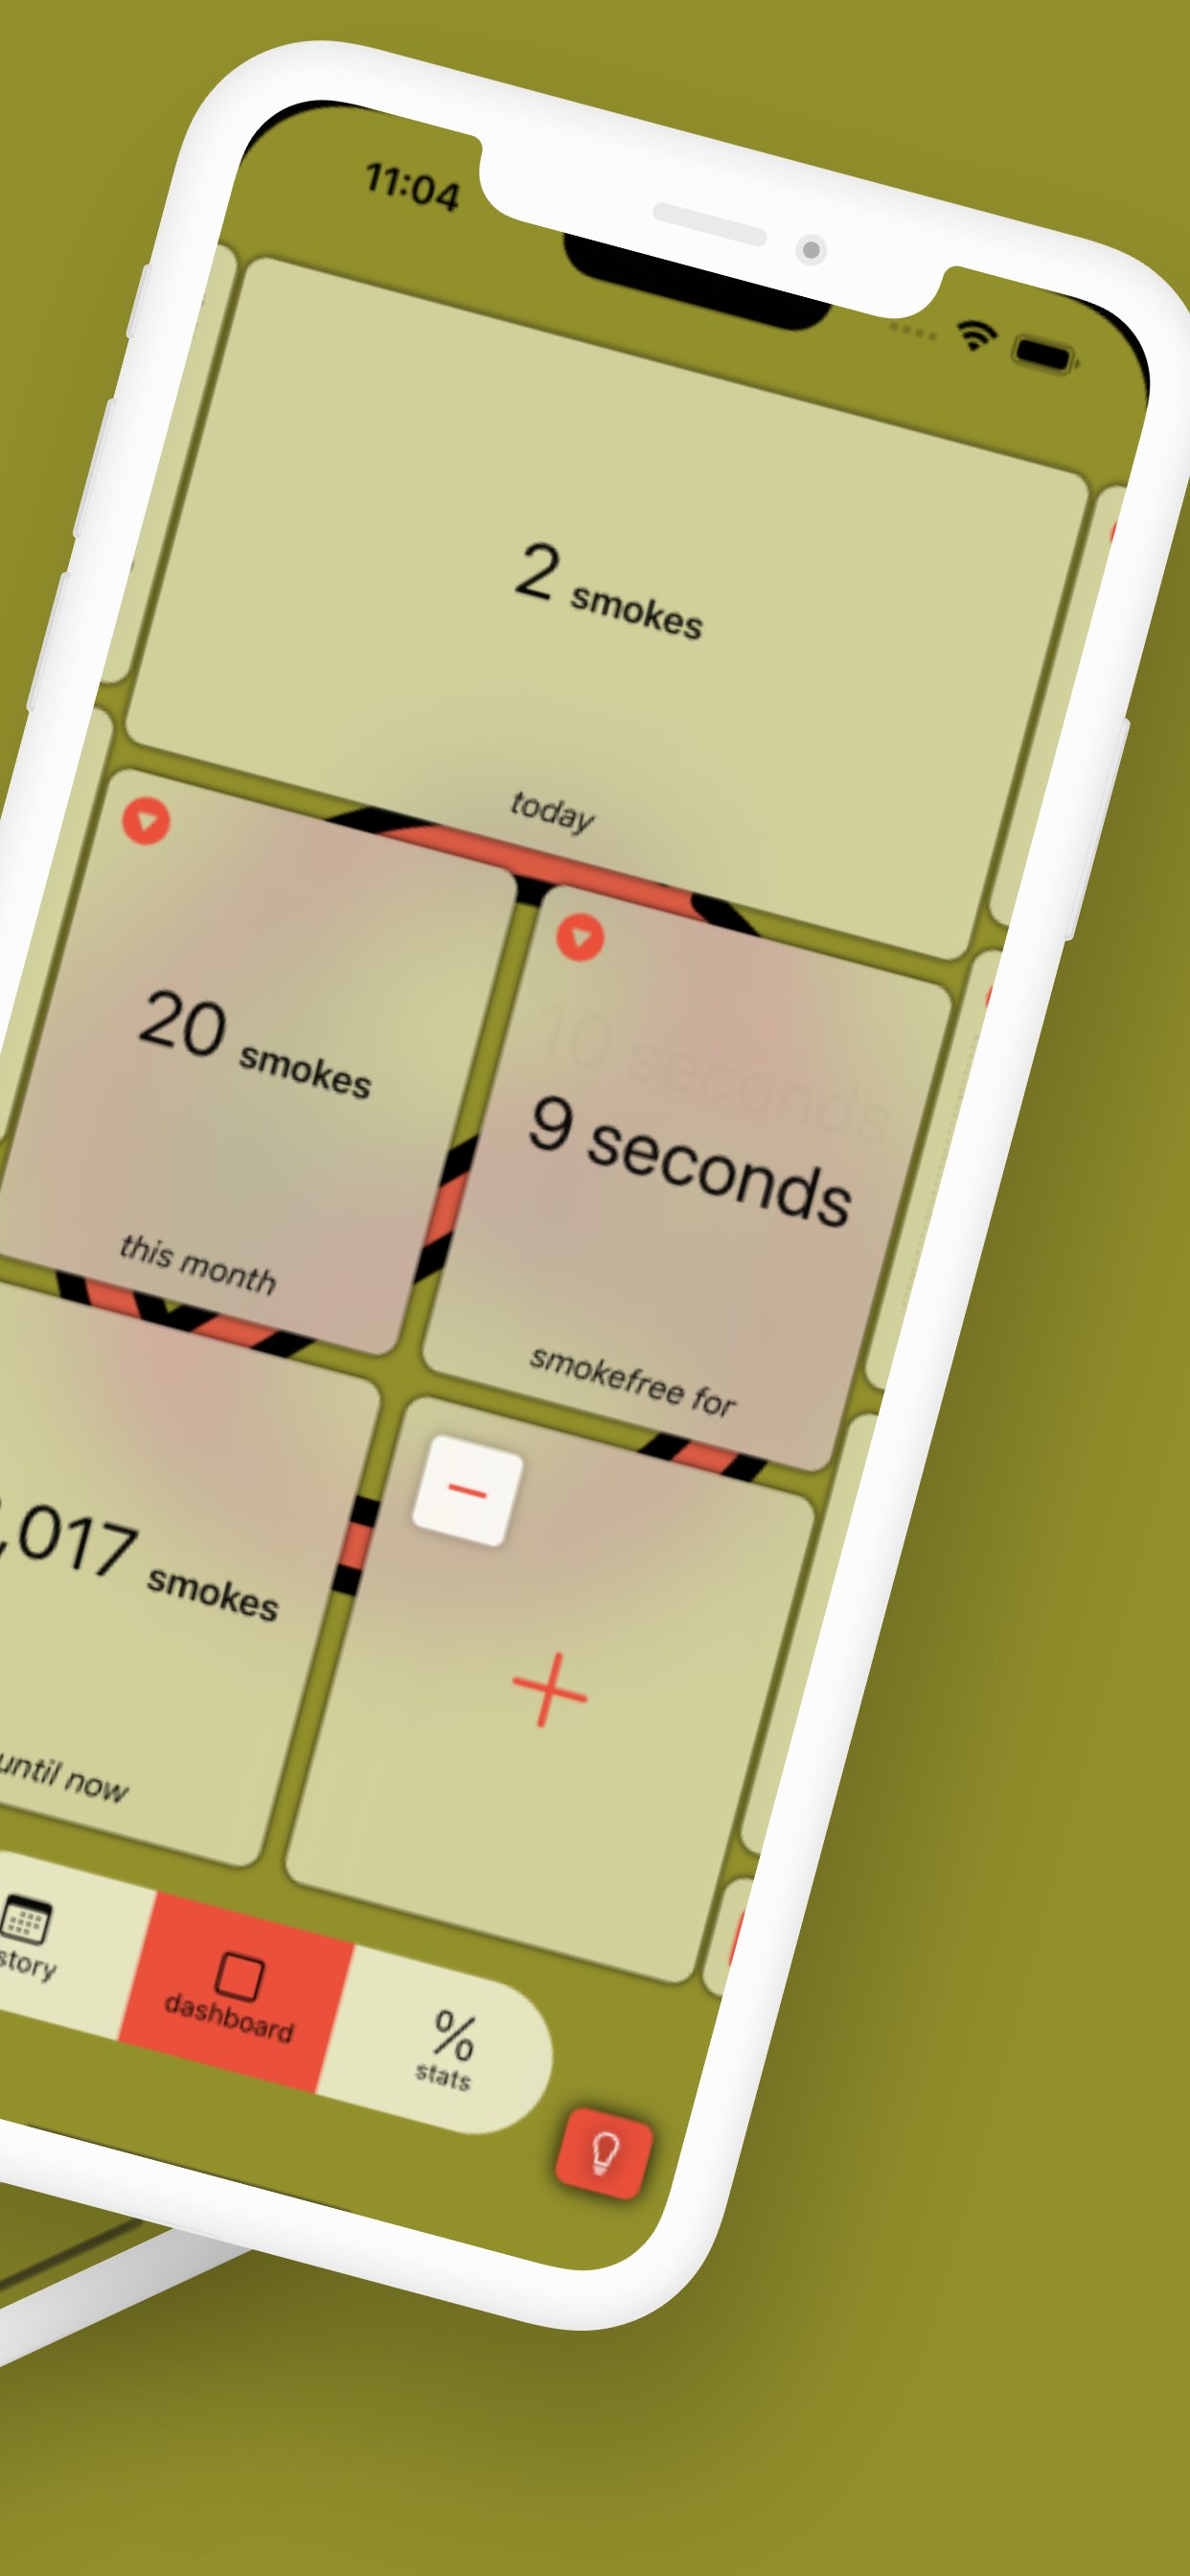 11:04
2 smokes
today
20 smokes
this month
10 seconds
9 seconds
smokefree for
,017 smokes
until now
story
dashboard
%
stats